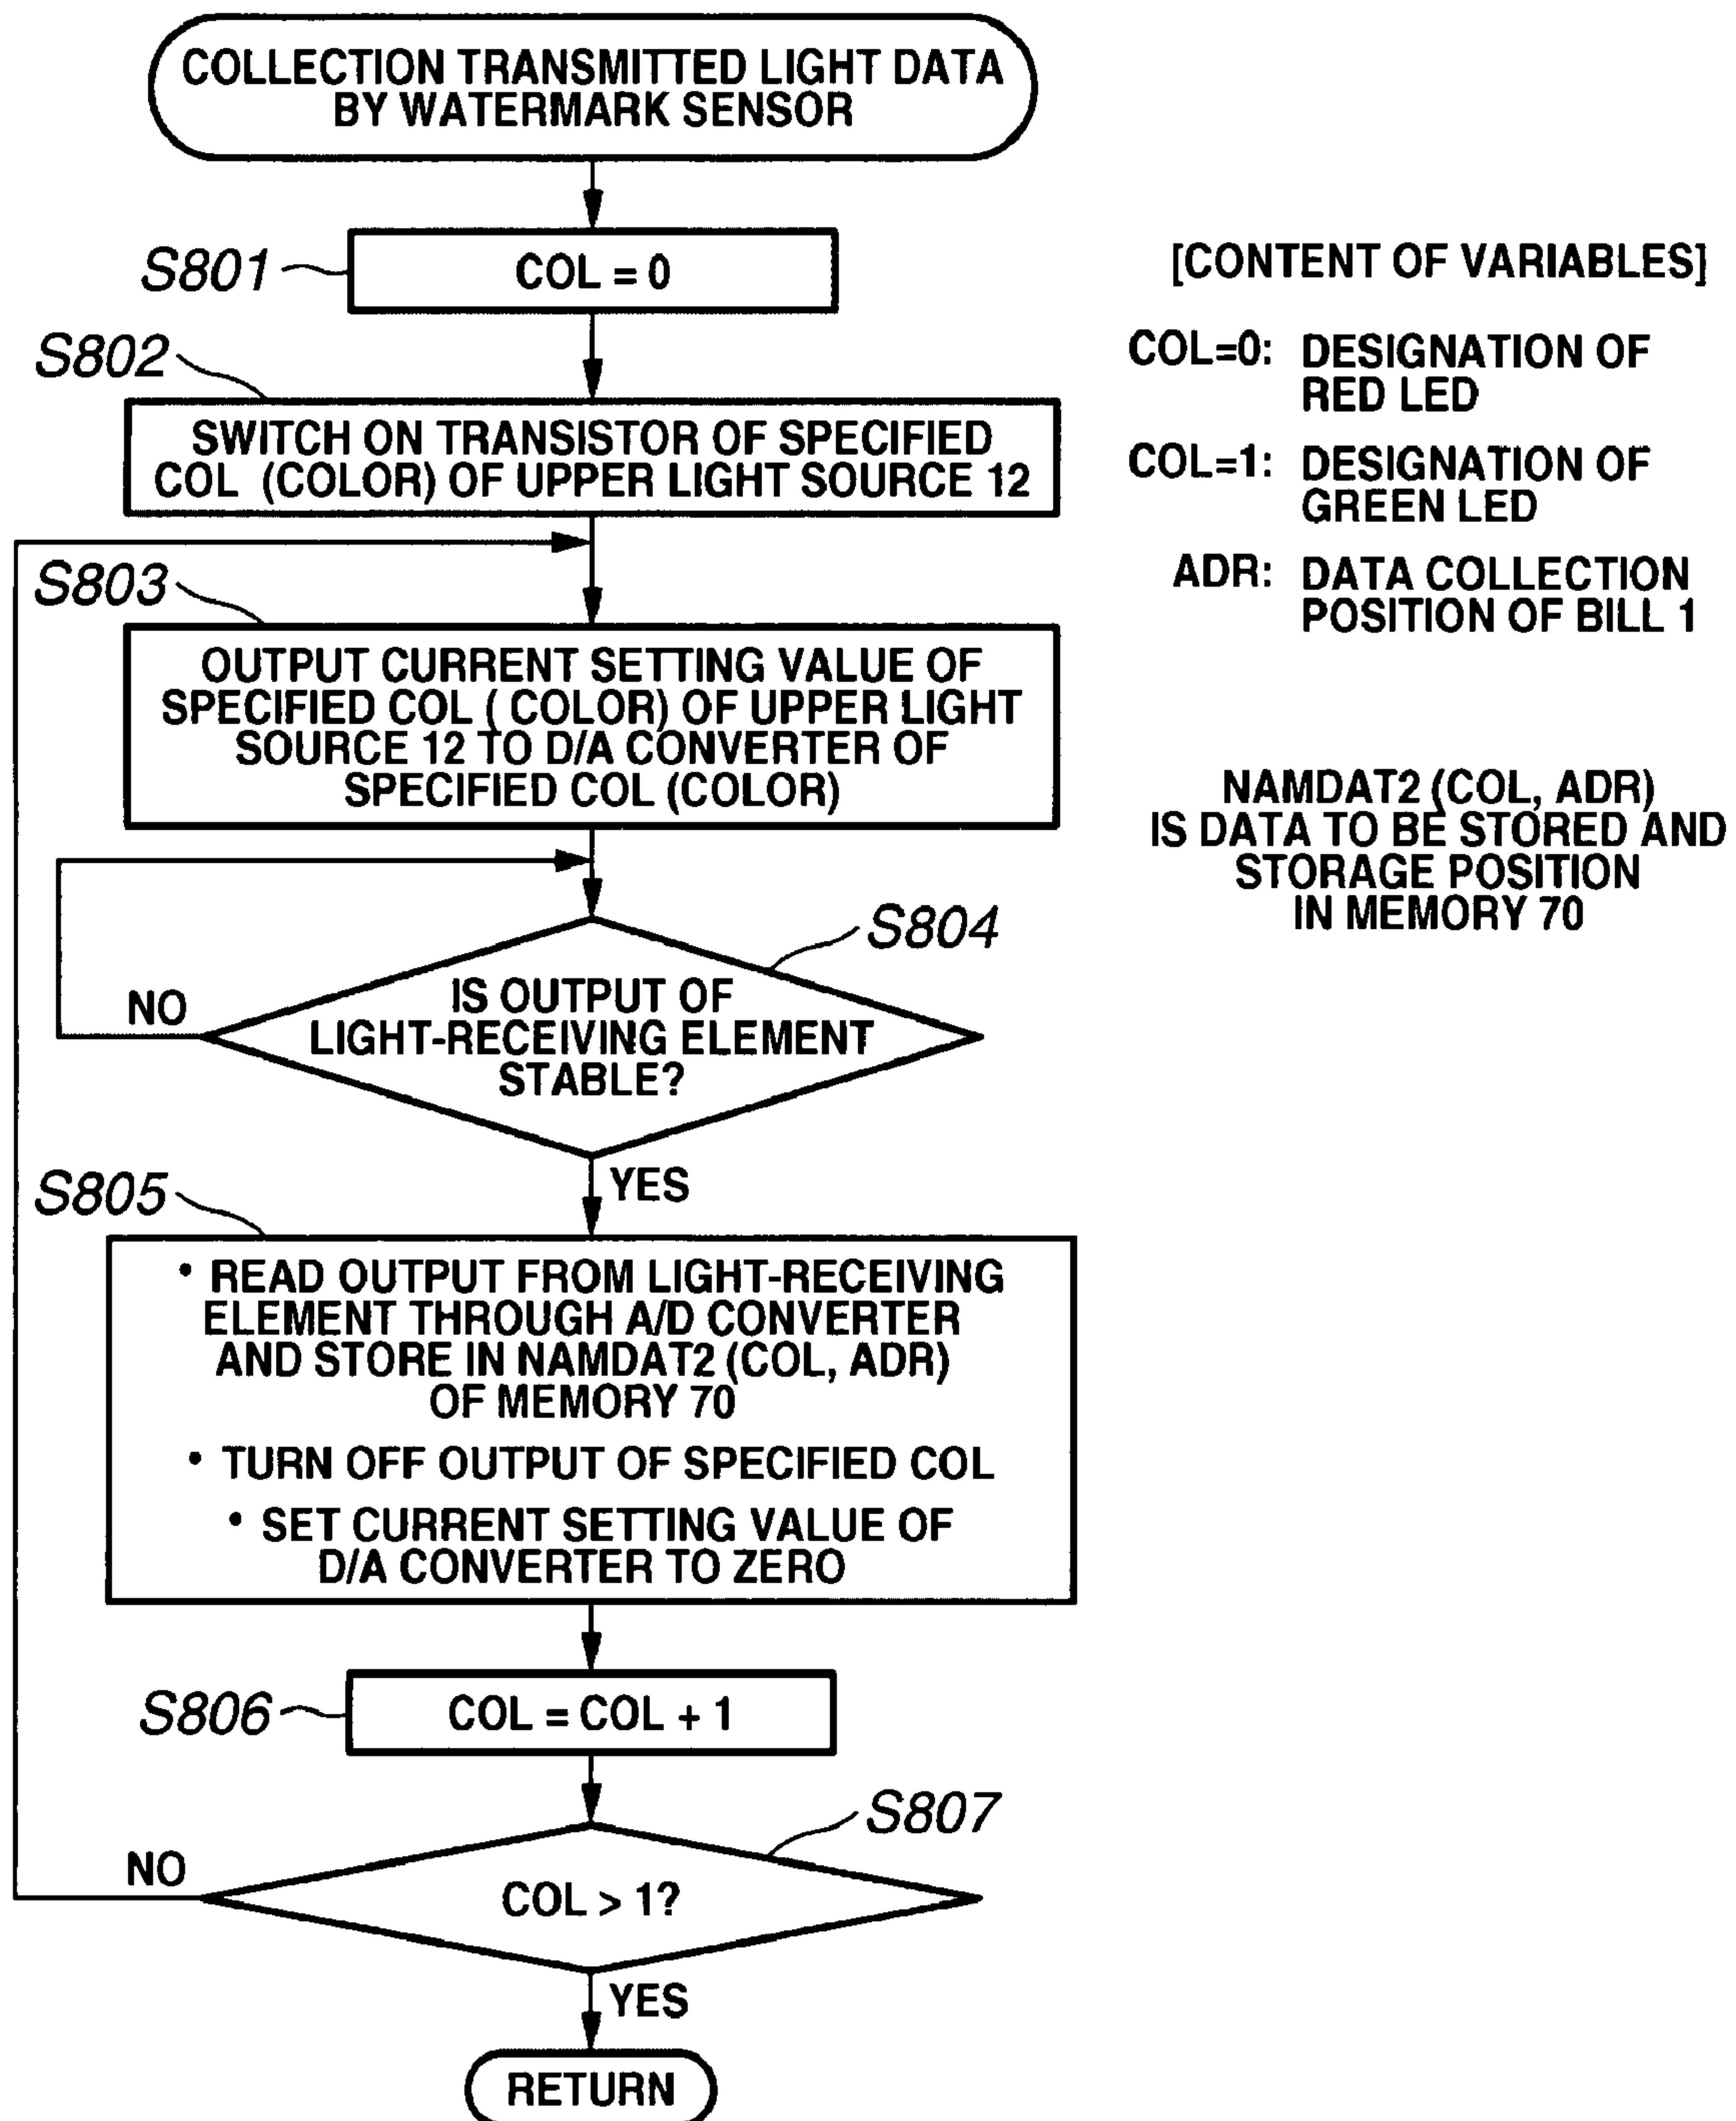 COLLECTION TRANSMITTED LIGHT DATA
BY WATERMARK SENSOR
S801
COL = 0
S802
SWITCH ON TRANSISTOR OF SPECIFIED
COL (COLOR) OF UPPER LIGHT SOURCE 12
S803
OUTPUT CURRENT SETTING VALUE OF
SPECIFIED COL ( COLOR) OF UPPER LIGHT
SOURCE 12 TO D/A CONVERTER OF
SPECIFIED COL (COLOR)
S804
IS OUTPUT OF
LIGHT-RECEIVING ELEMENT
STABLE?
NO
YES
S805
• READ OUTPUT FROM LIGHT-RECEIVING
ELEMENT THROUGH A/D CONVERTER
AND STORE IN NAMDAT2 (COL, ADR)
OF MEMORY 70
• TURN OFF OUTPUT OF SPECIFIED COL
• SET CURRENT SETTING VALUE OF
D/A CONVERTER TO ZERO
S806
COL = COL + 1
S807
COL > 1?
NO
YES
RETURN
[CONTENT OF VARIABLES]
COL=0: DESIGNATION OF
RED LED
COL=1: DESIGNATION OF
GREEN LED
ADR: DATA COLLECTION
POSITION OF BILL 1
NAMDAT2 (COL, ADR)
IS DATA TO BE STORED AND
STORAGE POSITION
IN MEMORY 70